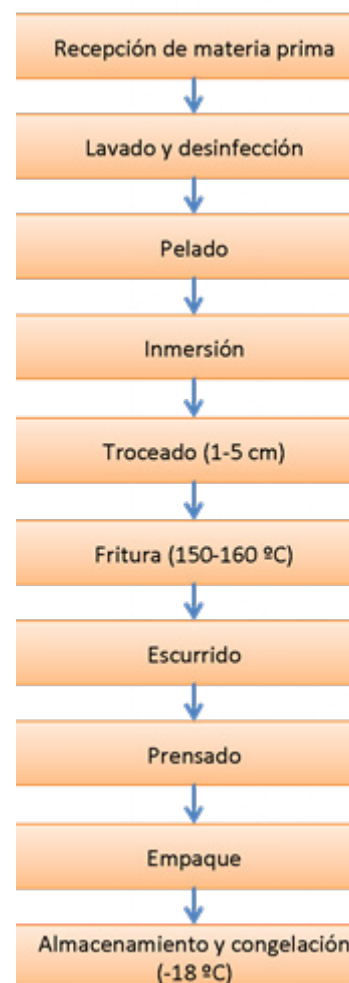 Recepción de materia prima
Lavado y desinfección
Pelado
Inmersión
Troceado (1-5 cm)
Fritura (150-160 ºC)
Escurrido
Prensado
Empaque
Almacenamiento y congelación
(-18 ºC)